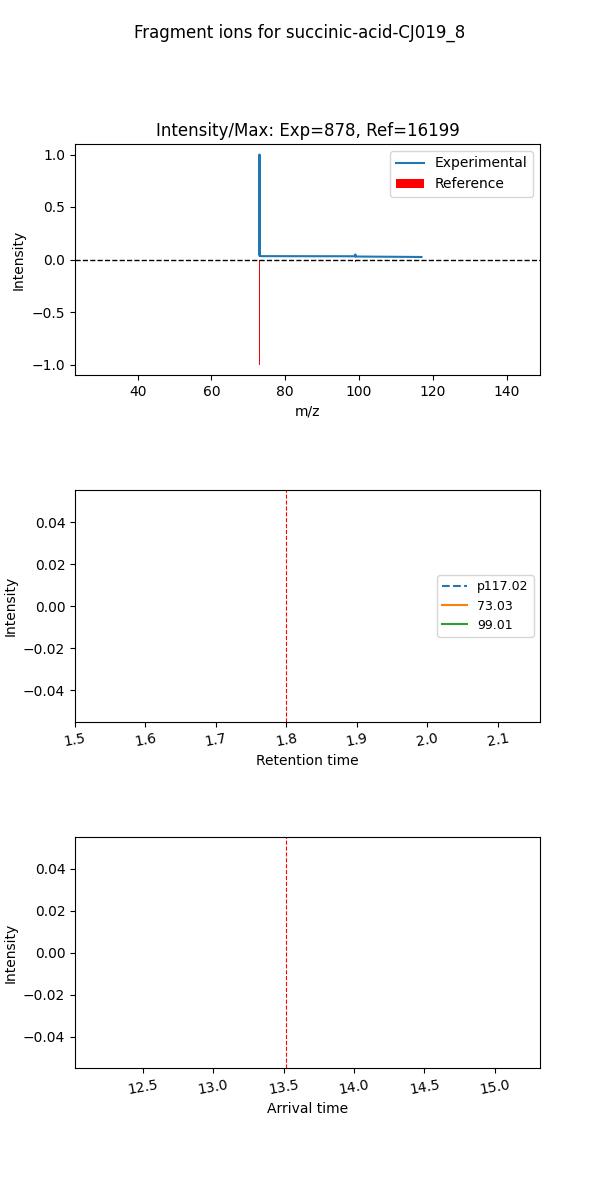 Fragment ions for succinic-acid-CJ019_8
Intensity/Max: Exp=878, Ref=16199
Experimental
Reference
1.0
0.5
0.0
−0.5
−1.0
Intensity
40 60 80 100 120 140
m/z
0.04
0.02
0.00
−0.02
−0.04
Intensity
p117.02
73.03
99.01
1.5 1.6 1.7 1.8 1.9 2.0 2.1
Retention time
0.04
0.02
0.00
−0.02
−0.04
Intensity
12.5 13.0 13.5 14.0 14.5 15.0
Arrival time